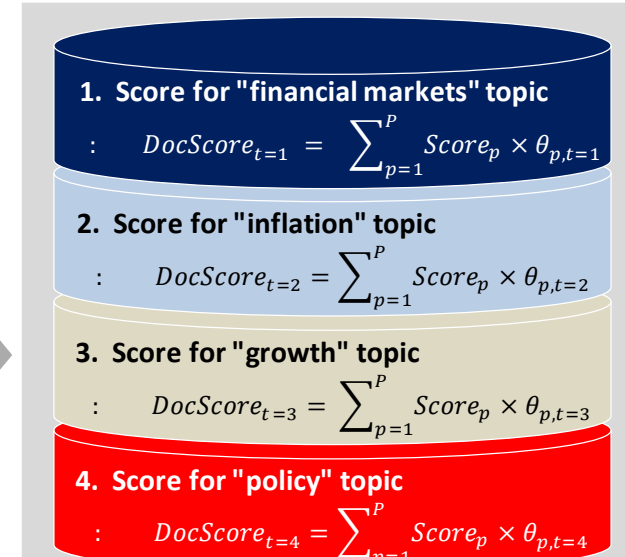 1. Score for "financial markets" topic
: DocScore_{t=1} = ∑_{p=1}^{P} Score_p × θ_{p,t=1}
2. Score for "inflation" topic
: DocScore_{t=2} = ∑_{p=1}^{P} Score_p × θ_{p,t=2}
3. Score for "growth" topic
: DocScore_{t=3} = ∑_{p=1}^{P} Score_p × θ_{p,t=3}
4. Score for "policy" topic
: DocScore_{t=4} = ∑_{p=1}^{P} Score_p × θ_{p,t=4}